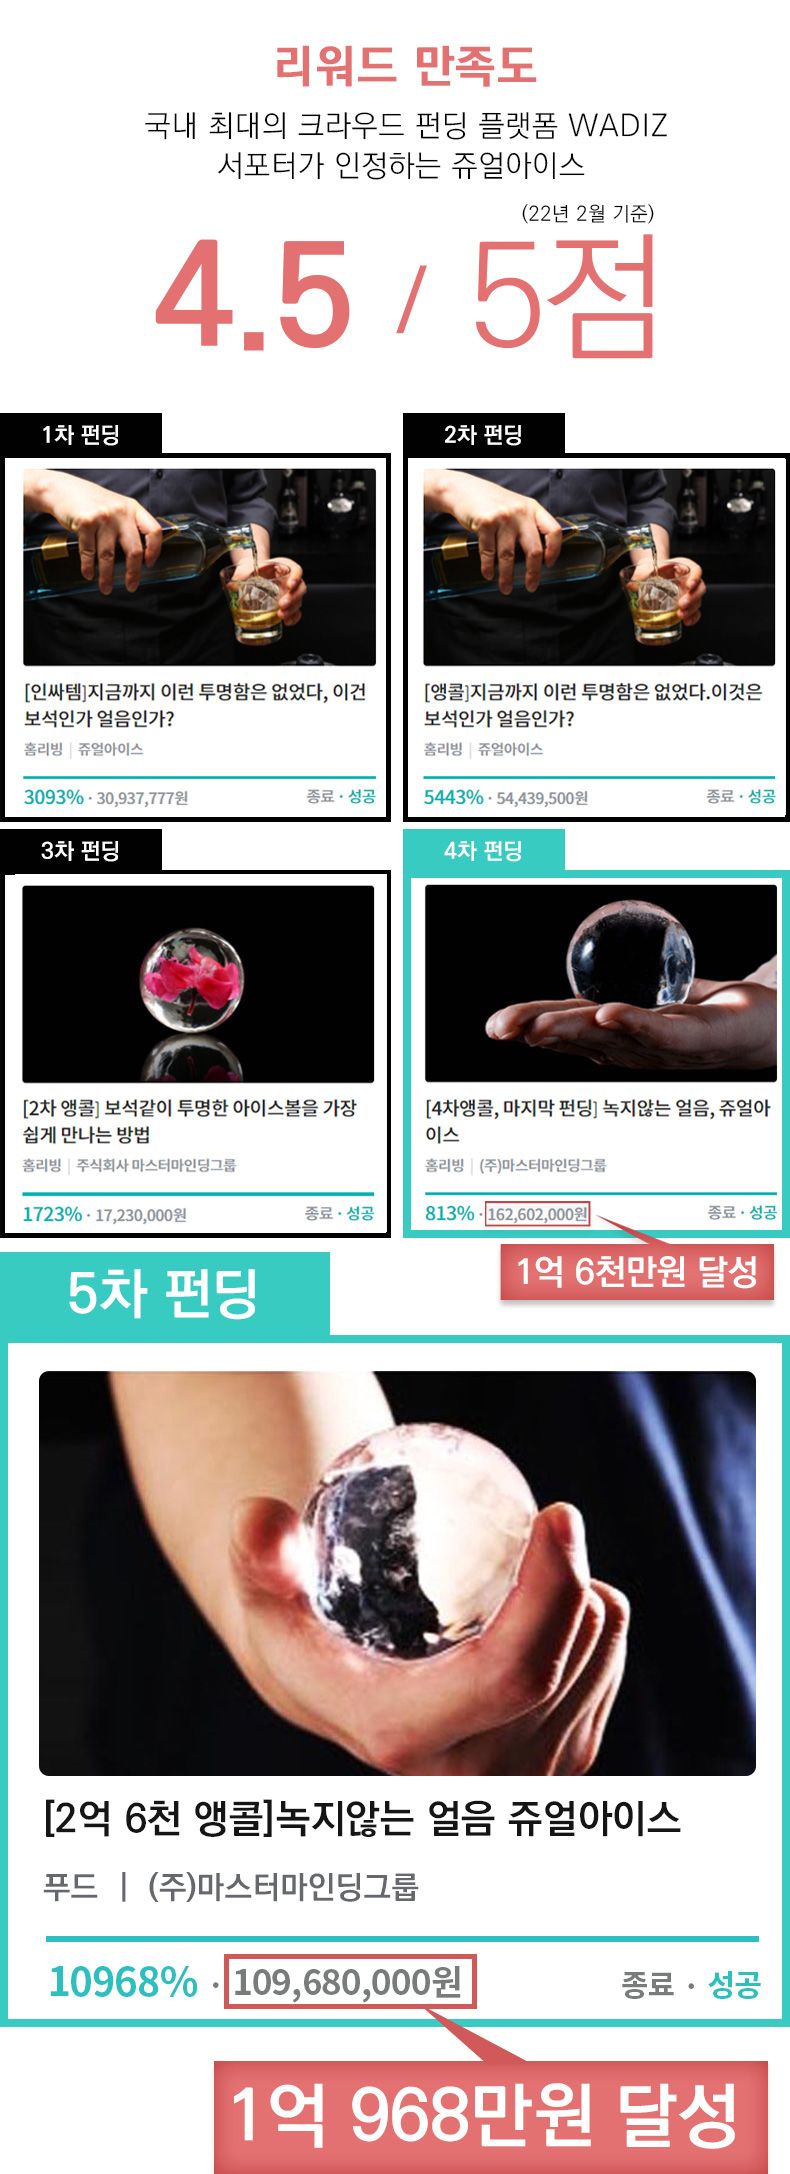 리워드 만족도
국내 최대의 크라우드 펀딩 플랫폼 WADIZ
서포터가 인정하는 쥬얼아이스
(22년 2월 기준)
4.5 / 5점
1차 펀딩
[인싸템]지금까지 이런 투명함은 없었다, 이건
보석인가 얼음인가?
홈리빙 | 쥬얼아이스
3093% · 30,937,777원 종료 · 성공
2차 펀딩
[앵콜]지금까지 이런 투명함은 없었다.이것은
보석인가 얼음인가?
홈리빙 | 쥬얼아이스
5443% · 54,439,500원 종료 · 성공
3차 펀딩
[2차 앵콜] 보석같이 투명한 아이스볼을 가장
쉽게 만나는 방법
홈리빙 | 주식회사 마스터마인딩그룹
1723% · 17,230,000원 종료 · 성공
4차 펀딩
[4차앵콜, 마지막 펀딩] 녹지않는 얼음, 쥬얼아
이스
홈리빙 | (주)마스터마인딩그룹
813% · 162,602,000원 종료 · 성공
1억 6천만원 달성
5차 펀딩
[2억 6천 앵콜]녹지않는 얼음 쥬얼아이스
푸드 | (주)마스터마인딩그룹
10968% · 109,680,000원 종료 · 성공
1억 968만원 달성